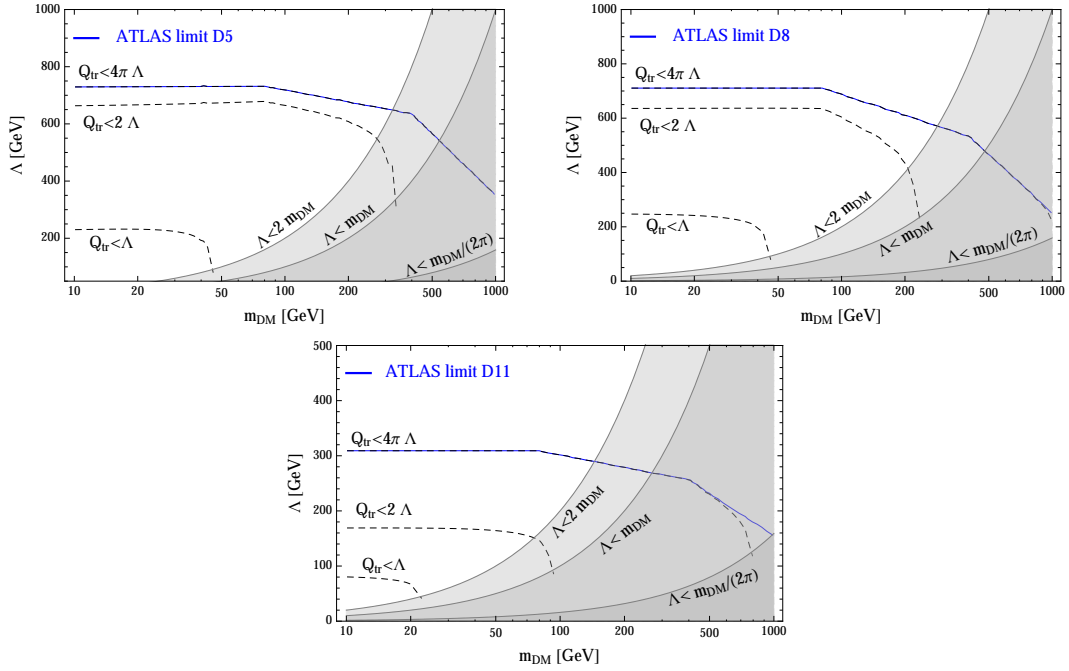 ATLAS limit D5
Q_tr<4π Λ
Q_tr<2 Λ
Q_tr<Λ
Λ<2 m_DM
Λ< m_DM
Λ< m_DM/(2π)
Λ [GeV]
1000
800
600
400
200
10
20
50
100
200
500
1000
m_DM [GeV]
ATLAS limit D8
Q_tr<4π Λ
Q_tr<2 Λ
Q_tr<Λ
Λ<2 m_DM
Λ< m_DM
Λ< m_DM/(2π)
Λ [GeV]
1000
800
600
400
200
0
10
20
50
100
200
500
1000
m_DM [GeV]
ATLAS limit D11
Q_tr<4π Λ
Q_tr<2 Λ
Q_tr<Λ
Λ<2 m_DM
Λ< m_DM
Λ< m_DM/(2π)
Λ [GeV]
500
400
300
200
100
0
10
20
50
100
200
500
1000
m_DM [GeV]